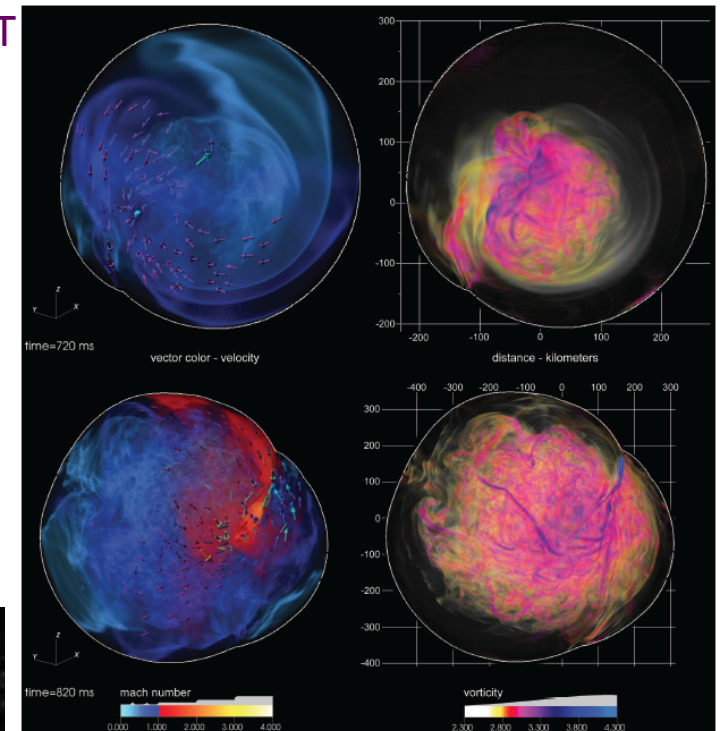 T
300
200
100
0
-100
-200
-200 -100 0 100 200
z
Y X
time=720 ms
vector color - velocity
distance - kilometers
-400 -300 -200 -100 0 100 200 300
300
200
100
0
-100
-200
-300
-400
z
Y X
time=820 ms
mach number
0.000 1.000 2.000 3.000 4.000
vorticity
2.300 2.800 3.300 3.800 4.300